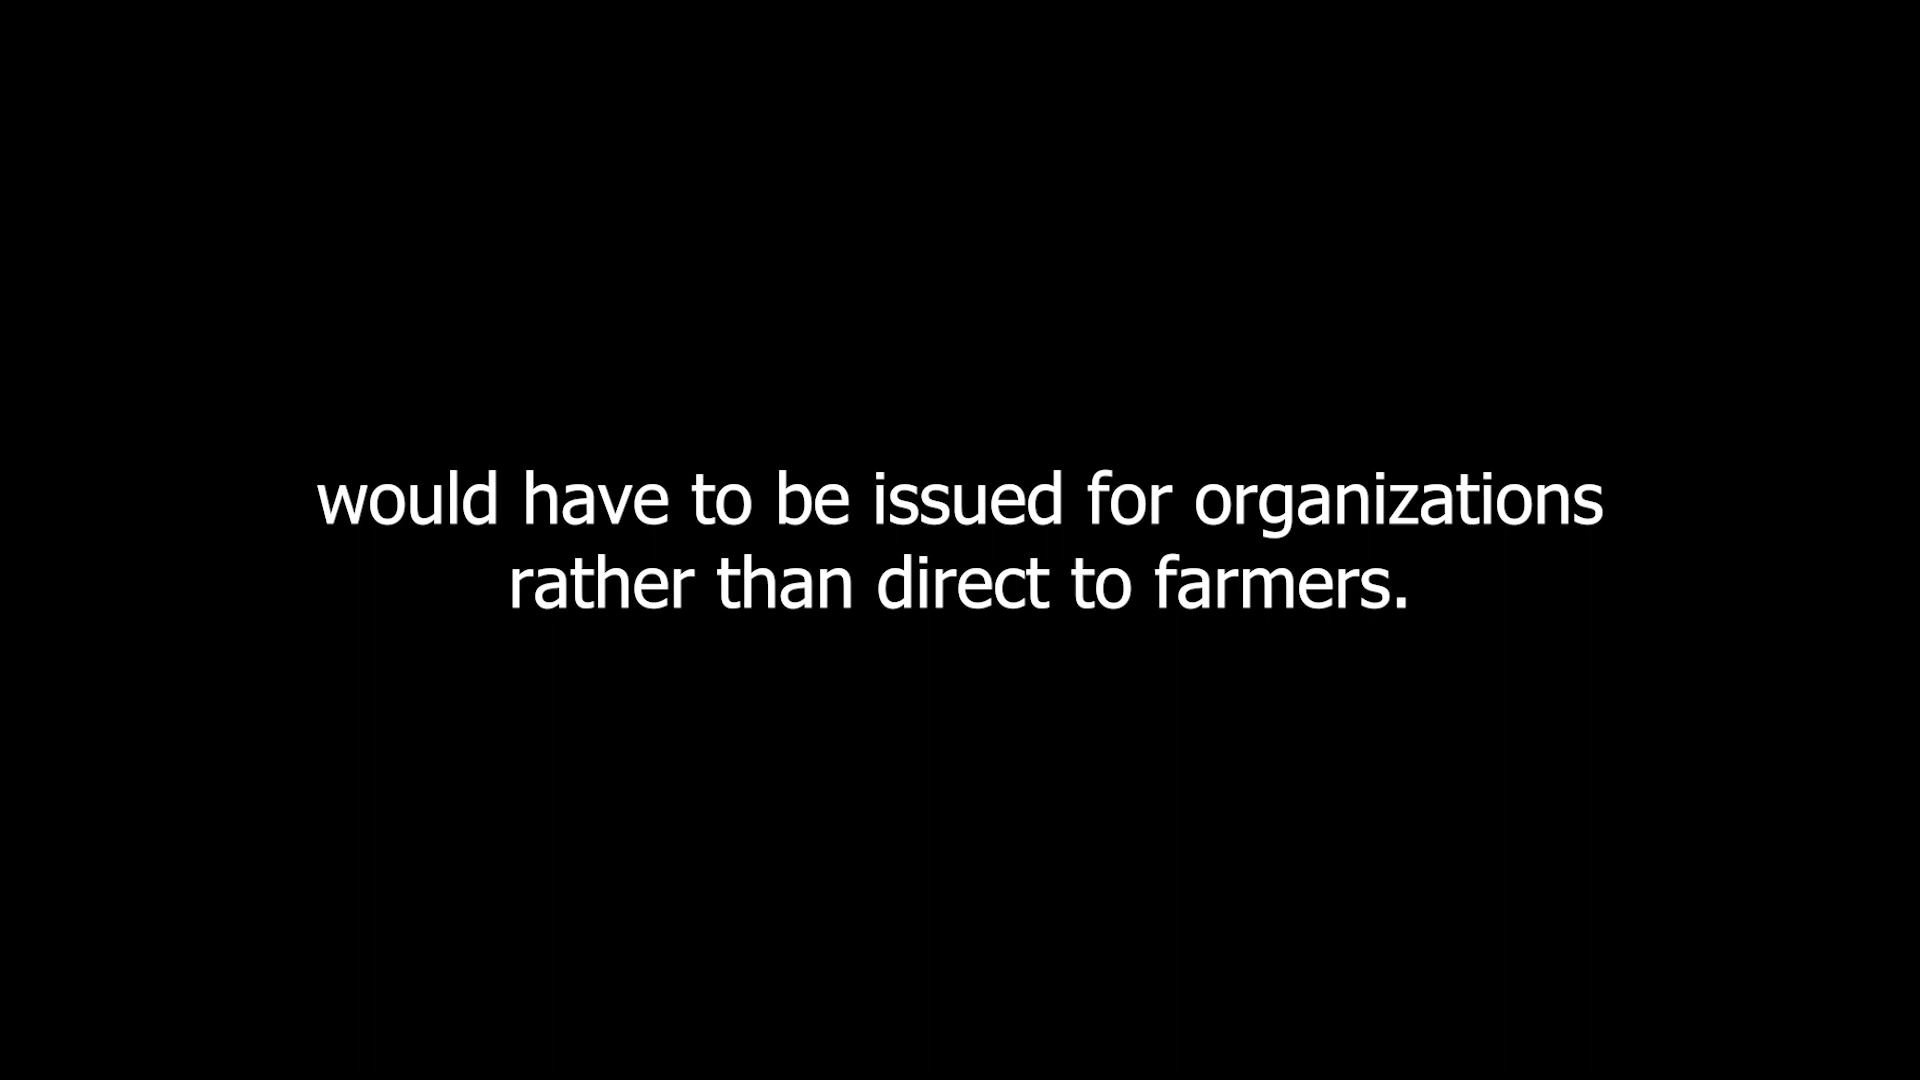 would have to be issued for organizations
rather than direct to farmers.